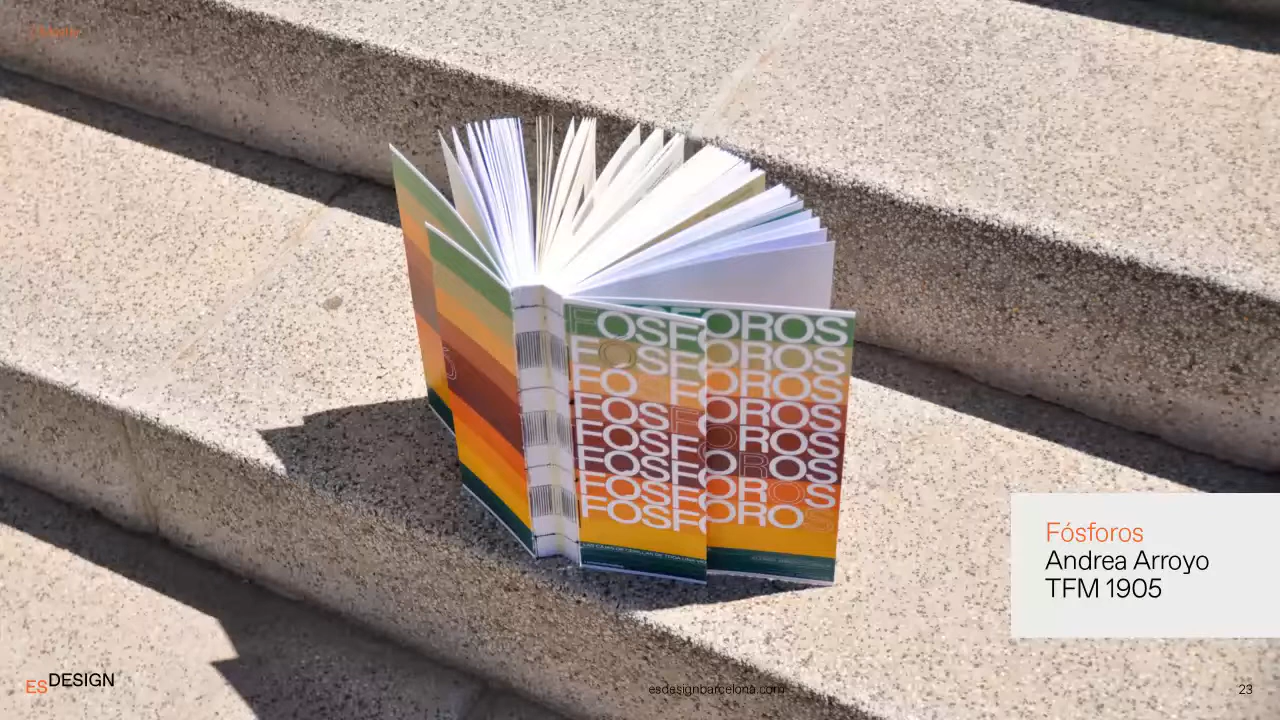 FOSFOROS
FOSFOROS
FOSFOROS
FOSFOROS
FOSFOROS
FOSFOROS
FOSFOROS
FOSFOROS
Fósforos
Andrea Arroyo
TFM 1905
ESDESIGN
esdesignbarcelona.com
23